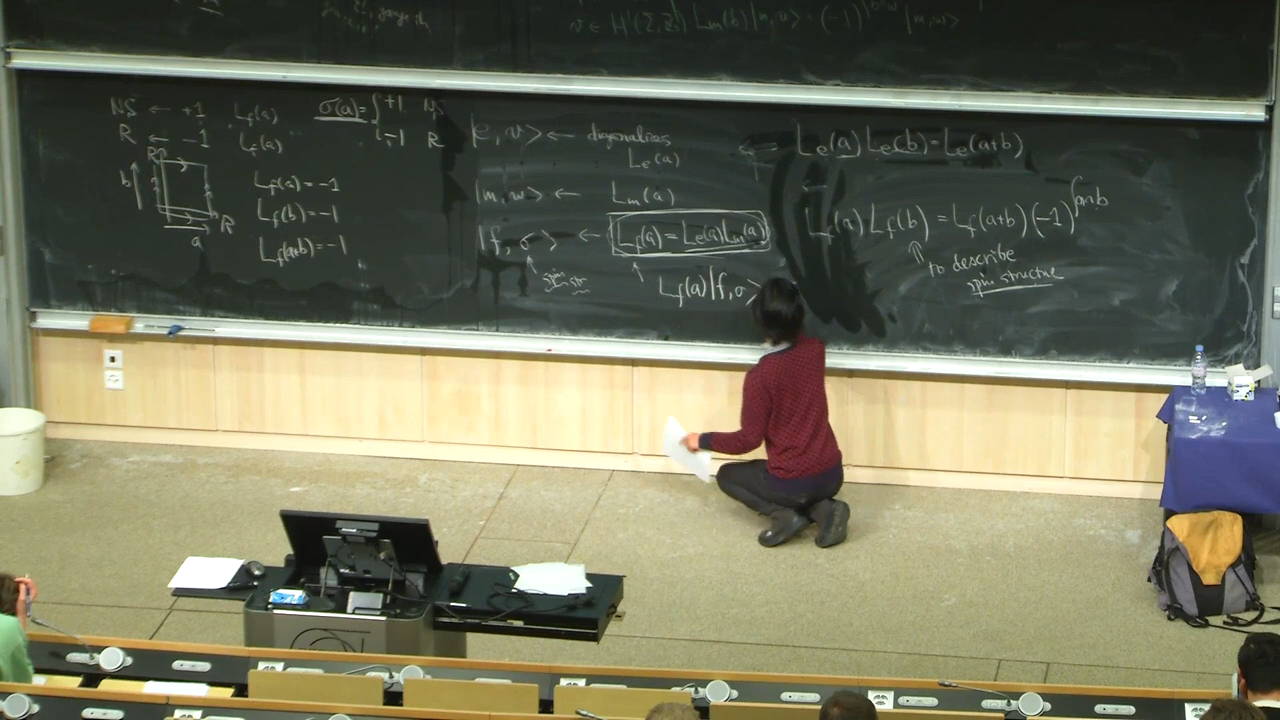 v ∈ H¹(Σ, Z₂) L_m(b)|m,w> = (-1)^{∫b∪w} |m,w>
NS ← +1 L_f(a)
R ← -1 L_e(a)
σ(a) = { +1 NS
-1 R
R
b
R
a
L_f(a) = -1
L_f(b) = -1
L_f(a+b) = -1
|e, v> ← diagonalizes
L_e(a)
|m, w> ← L_m(a)
|f, σ> ← L_f(a) = L_e(a)L_m(a)
↑ spin str
L_f(a)|f,σ>
← L_e(a)L_e(b) = L_e(a+b)
←
L_f(a)L_f(b) = L_f(a+b)(-1)^{∫a∩b}
⇑ to describe
spin structure